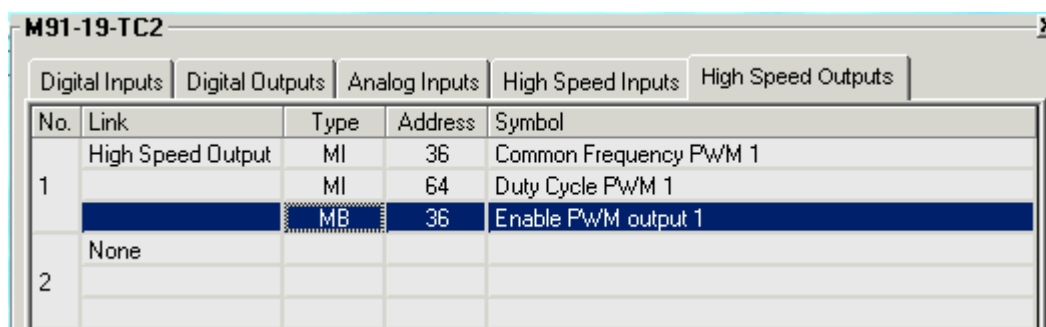 M91-19-TC2
Digital Inputs Digital Outputs Analog Inputs High Speed Inputs High Speed Outputs
No. Link Type Address Symbol
High Speed Output MI 36 Common Frequency PWM 1
1 MI 64 Duty Cycle PWM 1
MB 36 Enable PWM output 1
None
2